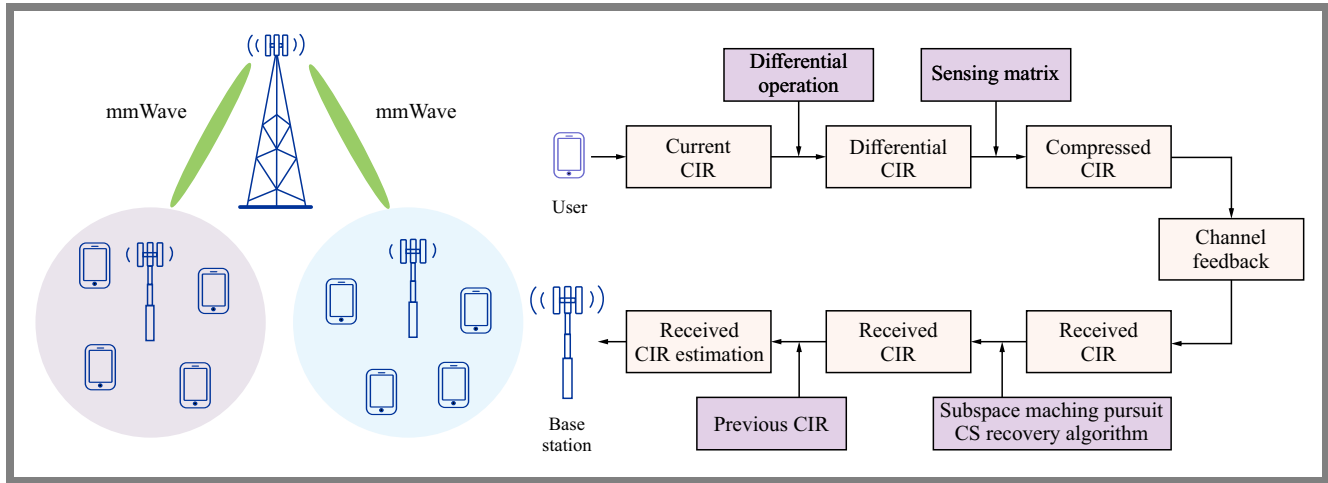 mmWave
mmWave
Differential
operation
Sensing matrix
User
Current
CIR
Differential
CIR
Compressed
CIR
Channel
feedback
Base
station
Received
CIR estimation
Received
CIR
Received
CIR
Previous CIR
Subspace maching pursuit
CS recovery algorithm